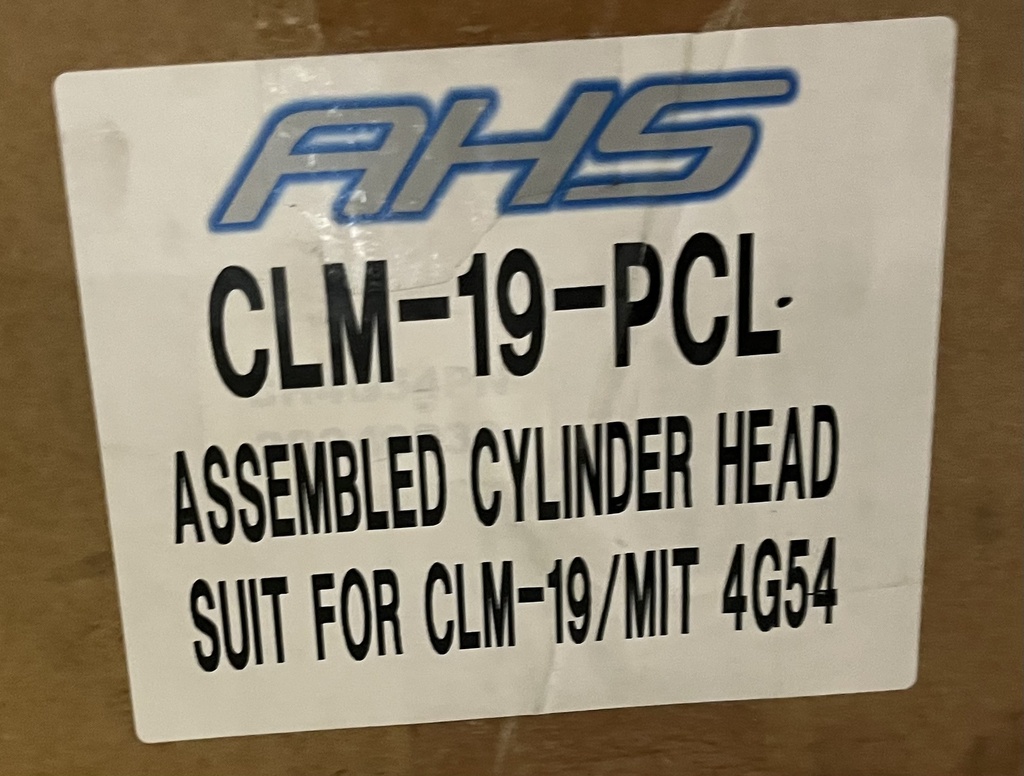 AHS
CLM-19-PCL
ASSEMBLED CYLINDER HEAD
SUIT FOR CLM-19/MIT 4G54